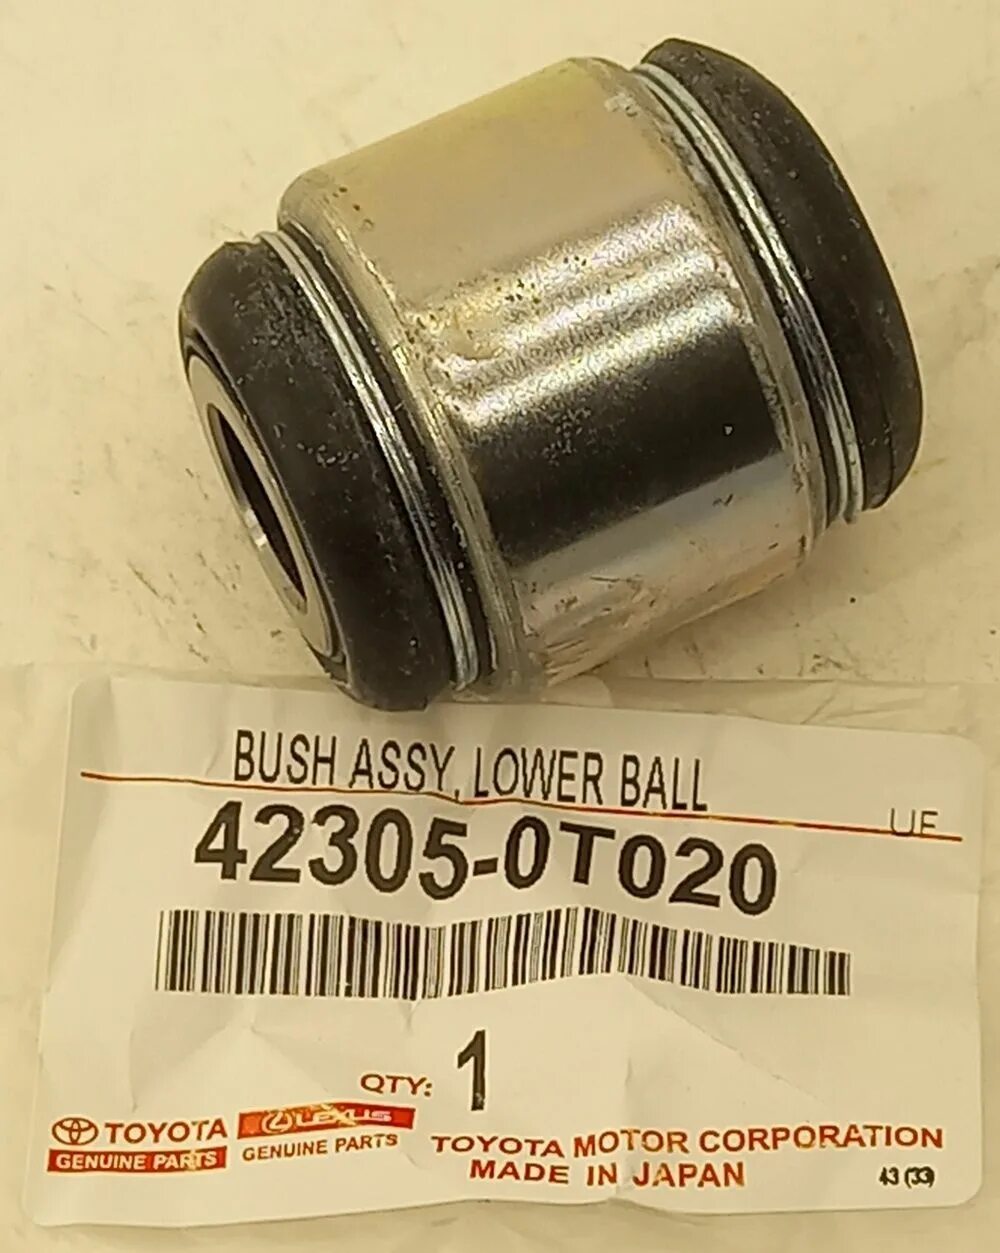 BUSH ASSY, LOWER BALL
UF
42305-0T020
QTY: 1
TOYOTA
GENUINE PARTS
LEXUS
GENUINE PARTS
TOYOTA MOTOR CORPORATION
MADE IN JAPAN
43 (33)